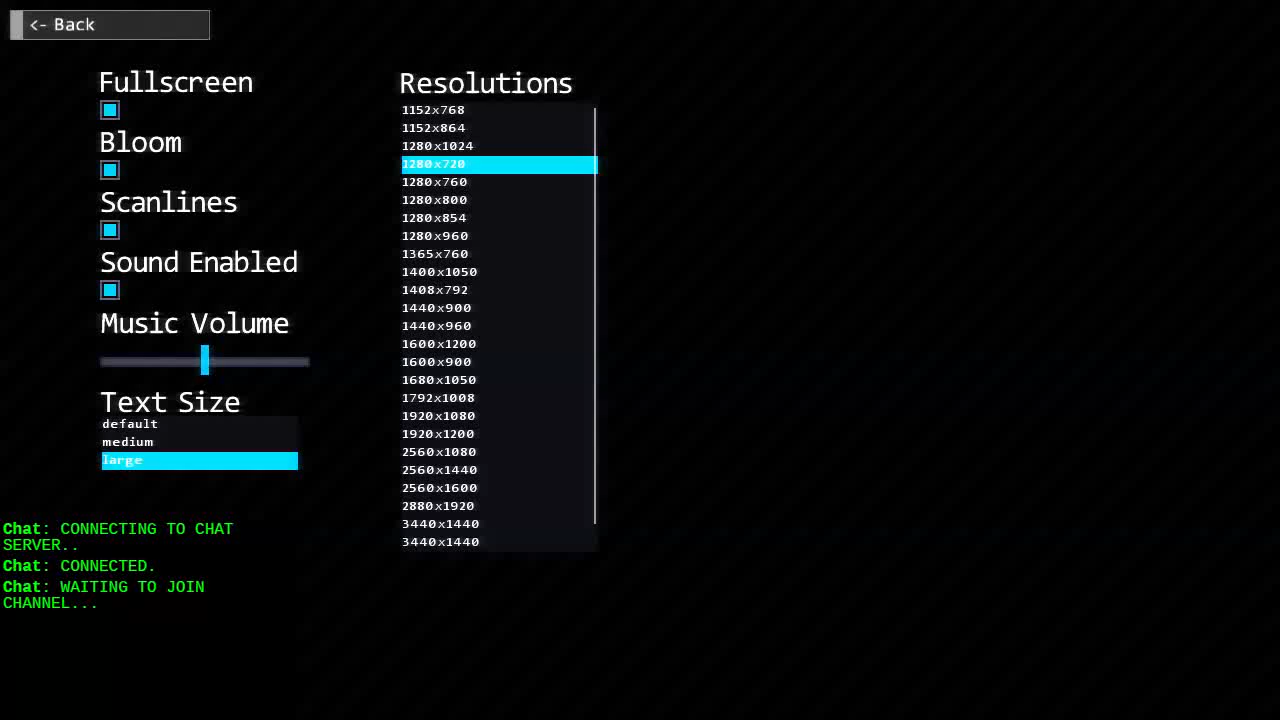 <- Back
Fullscreen
Bloom
Scanlines
Sound Enabled
Music Volume
Text Size
default
medium
large
Resolutions
1152x768
1152x864
1280x1024
1280x720
1280x760
1280x800
1280x854
1280x960
1365x760
1400x1050
1408x792
1440x900
1440x960
1600x1200
1600x900
1680x1050
1792x1008
1920x1080
1920x1200
2560x1080
2560x1440
2560x1600
2880x1920
3440x1440
3440x1440
Chat: CONNECTING TO CHAT
SERVER..
Chat: CONNECTED.
Chat: WAITING TO JOIN
CHANNEL...